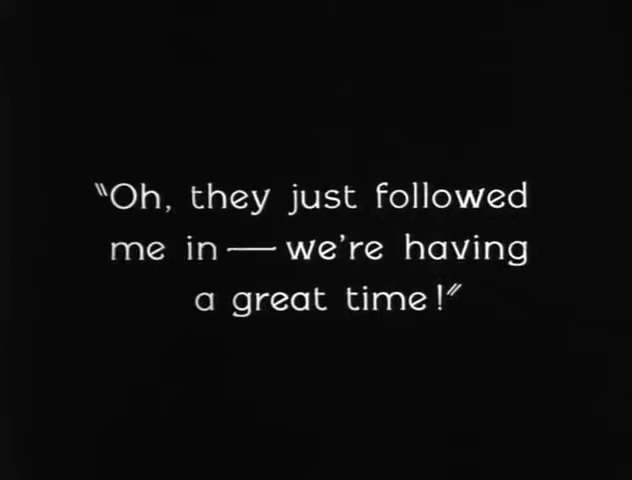 "Oh, they just followed
me in — we're having
a great time!"